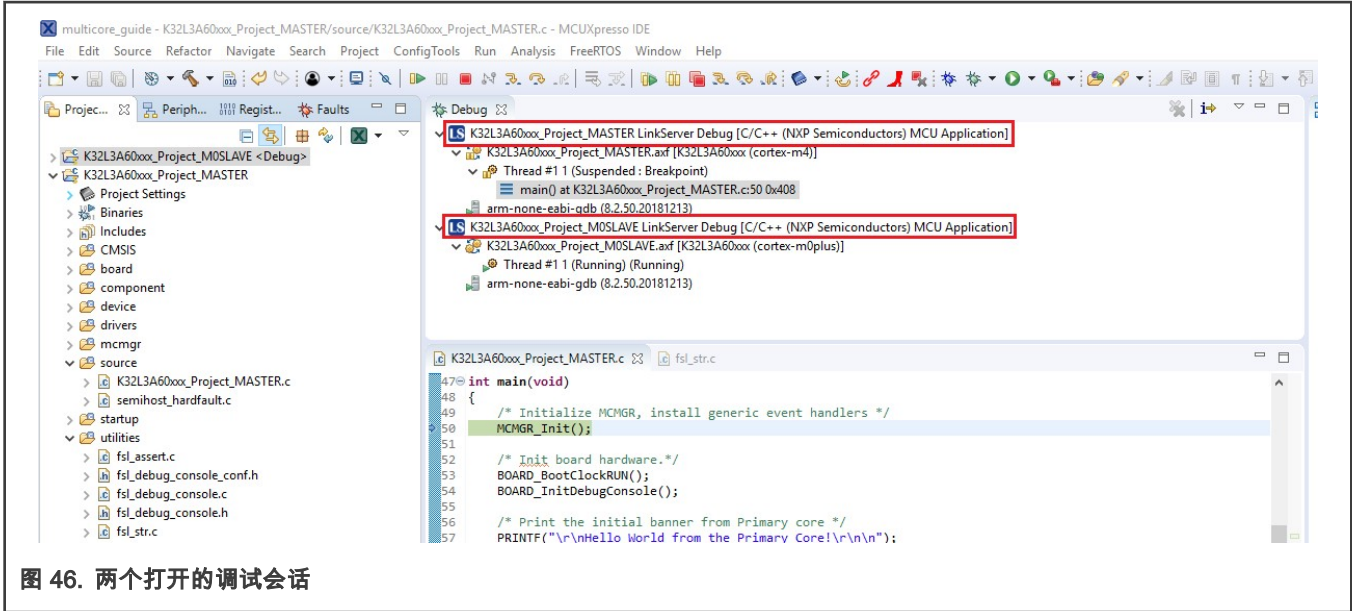 multicore_guide - K32L3A60xxx_Project_MASTER/source/K32L3A60xxx_Project_MASTER.c - MCUXpresso IDE
File Edit Source Refactor Navigate Search Project ConfigTools Run Analysis FreeRTOS Window Help
Projec... Periph... Regist... Faults
K32L3A60xxx_Project_M0SLAVE <Debug>
K32L3A60xxx_Project_MASTER
Project Settings
Binaries
Includes
CMSIS
board
component
device
drivers
mcmgr
source
K32L3A60xxx_Project_MASTER.c
semihost_hardfault.c
startup
utilities
fsl_assert.c
fsl_debug_console_conf.h
fsl_debug_console.c
fsl_debug_console.h
fsl_str.c
Debug
K32L3A60xxx_Project_MASTER LinkServer Debug [C/C++ (NXP Semiconductors) MCU Application]
K32L3A60xxx_Project_MASTER.axf [K32L3A60xxx (cortex-m4)]
Thread #1 1 (Suspended : Breakpoint)
main() at K32L3A60xxx_Project_MASTER.c:50 0x408
arm-none-eabi-gdb (8.2.50.20181213)
K32L3A60xxx_Project_M0SLAVE LinkServer Debug [C/C++ (NXP Semiconductors) MCU Application]
K32L3A60xxx_Project_M0SLAVE.axf [K32L3A60xxx (cortex-m0plus)]
Thread #1 1 (Running) (Running)
arm-none-eabi-gdb (8.2.50.20181213)
K32L3A60xxx_Project_MASTER.c fsl_str.c
47 int main(void)
48 {
49 /* Initialize MCMGR, install generic event handlers */
50 MCMGR_Init();
51
52 /* Init board hardware.*/
53 BOARD_BootClockRUN();
54 BOARD_InitDebugConsole();
55
56 /* Print the initial banner from Primary core */
57 PRINTF("\r\nHello World from the Primary Core!\r\n\n");
图 46. 两个打开的调试会话